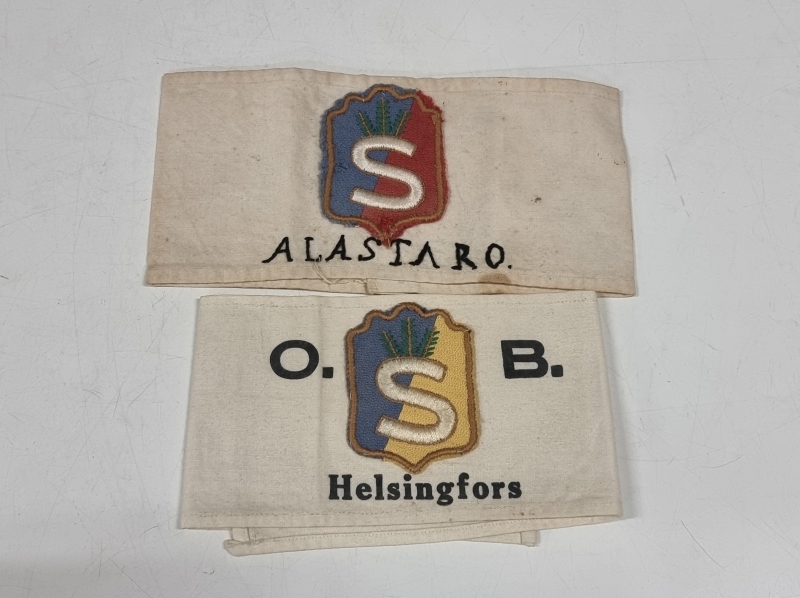 S
ALASTARO.
O. S B.
Helsingfors